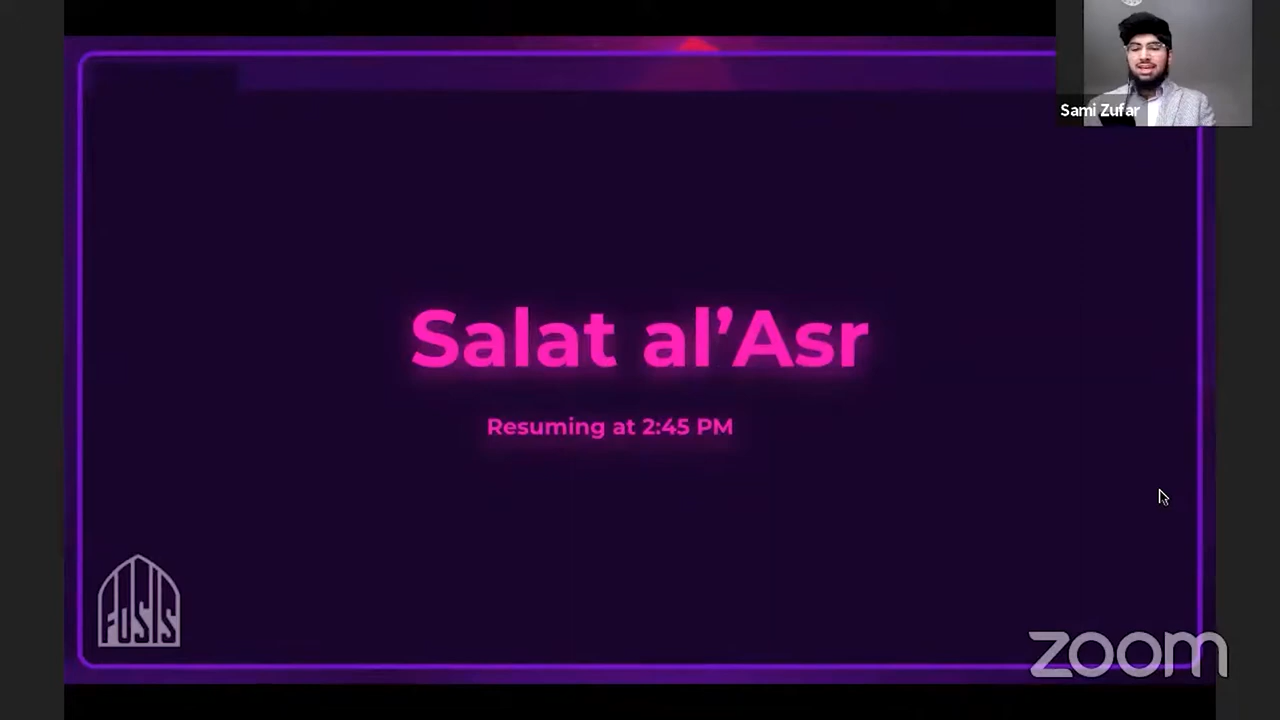 Sami Zufar
Salat al’Asr
Resuming at 2:45 PM
FOSIS
zoom